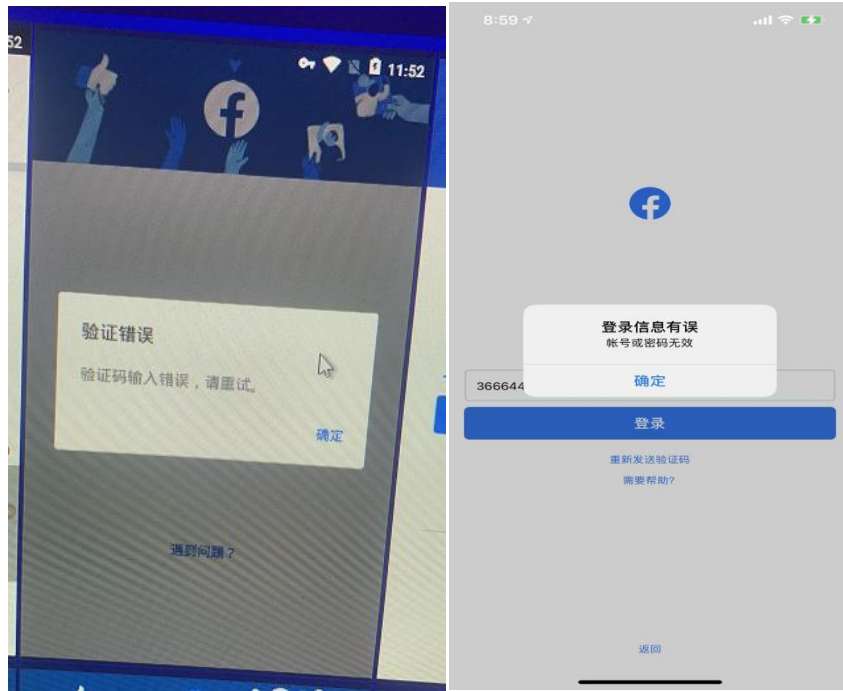 52
11:52
验证错误
验证码输入错误，请重试。
确定
遇到问题？
8:59
登录信息有误
帐号或密码无效
确定
366644
登录
重新发送验证码
需要帮助?
返回